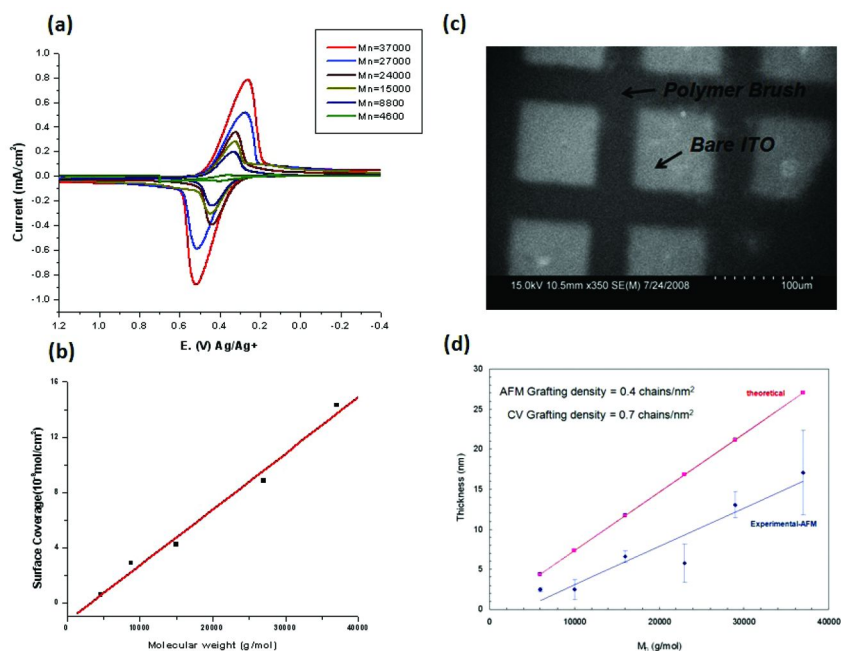 (a)
Mn=37000
Mn=27000
Mn=24000
Mn=15000
Mn=8800
Mn=4600
1.0
0.8
0.6
0.4
0.2
0.0
-0.2
-0.4
-0.6
-0.8
-1.0
Current (mA/cm²)
1.2 1.0 0.8 0.6 0.4 0.2 0.0 -0.2 -0.4
E. (V) Ag/Ag+
(c)
Polymer Brush
Bare ITO
15.0kV 10.5mm x350 SE(M) 7/24/2008 100um
(b)
16
12
8
4
0
Surface Coverage(10⁻⁸mol/cm²)
0 10000 20000 30000 40000
Molecular weight (g/mol)
(d)
30
25
20
15
10
5
0
Thickness (nm)
AFM Grafting density = 0.4 chains/nm²
CV Grafting density = 0.7 chains/nm²
theoretical
Experimental-AFM
0 10000 20000 30000 40000
Mₙ (g/mol)